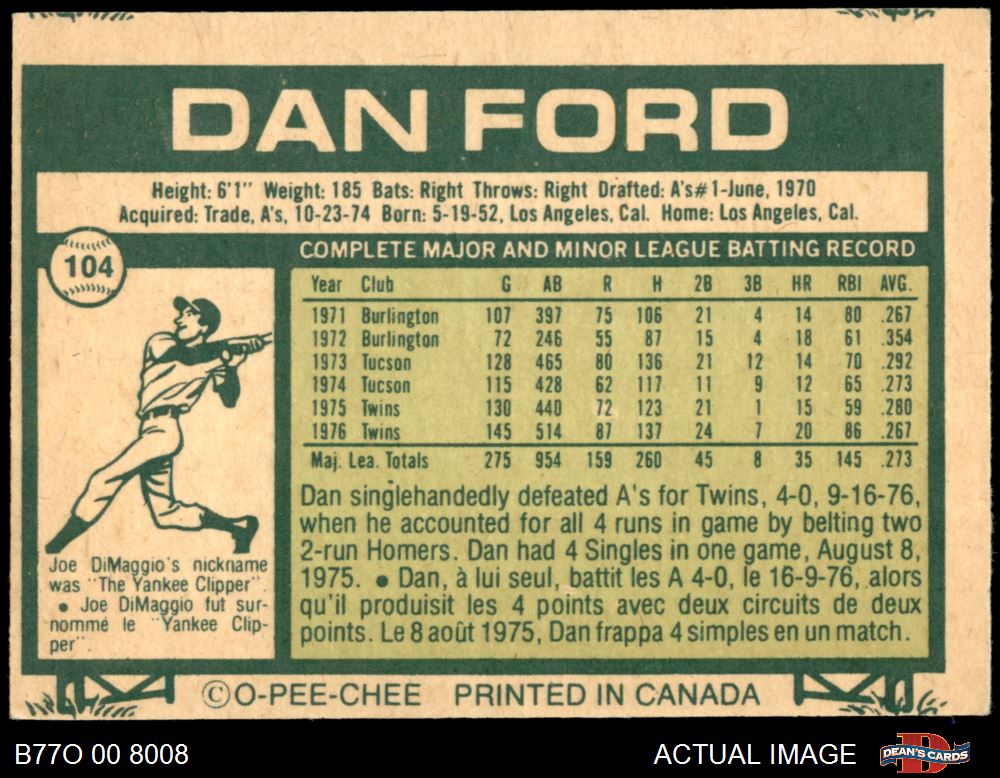 DAN FORD
Height: 6'1" Weight: 185 Bats: Right Throws: Right Drafted: A's#1-June, 1970
Acquired: Trade, A's, 10-23-74 Born: 5-19-52, Los Angeles, Cal. Home: Los Angeles, Cal.
104
COMPLETE MAJOR AND MINOR LEAGUE BATTING RECORD
Year Club G AB R H 2B 3B HR RBI AVG.
1971 Burlington 107 397 75 106 21 4 14 80 .267
1972 Burlington 72 246 55 87 15 4 18 61 .354
1973 Tucson 128 465 80 136 21 12 14 70 .292
1974 Tucson 115 428 62 117 11 9 12 65 .273
1975 Twins 130 440 72 123 21 1 15 59 .280
1976 Twins 145 514 87 137 24 7 20 86 .267
Maj. Lea. Totals 275 954 159 260 45 8 35 145 .273
Dan singlehandedly defeated A's for Twins, 4-0, 9-16-76,
when he accounted for all 4 runs in game by belting two
2-run Homers. Dan had 4 Singles in one game, August 8,
1975. ● Dan, à lui seul, battit les A 4-0, le 16-9-76, alors
qu'il produisit les 4 points avec deux circuits de deux
points. Le 8 août 1975, Dan frappa 4 simples en un match.
Joe DiMaggio's nickname
was "The Yankee Clipper".
● Joe DiMaggio fut sur-
nommé le "Yankee Clip-
per".
©O-PEE-CHEE PRINTED IN CANADA
B77O 00 8008
ACTUAL IMAGE
DEAN'S CARDS